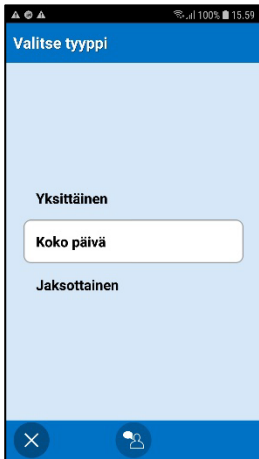 100% 15.59
Valitse tyyppi
Yksittäinen
Koko päivä
Jaksottainen